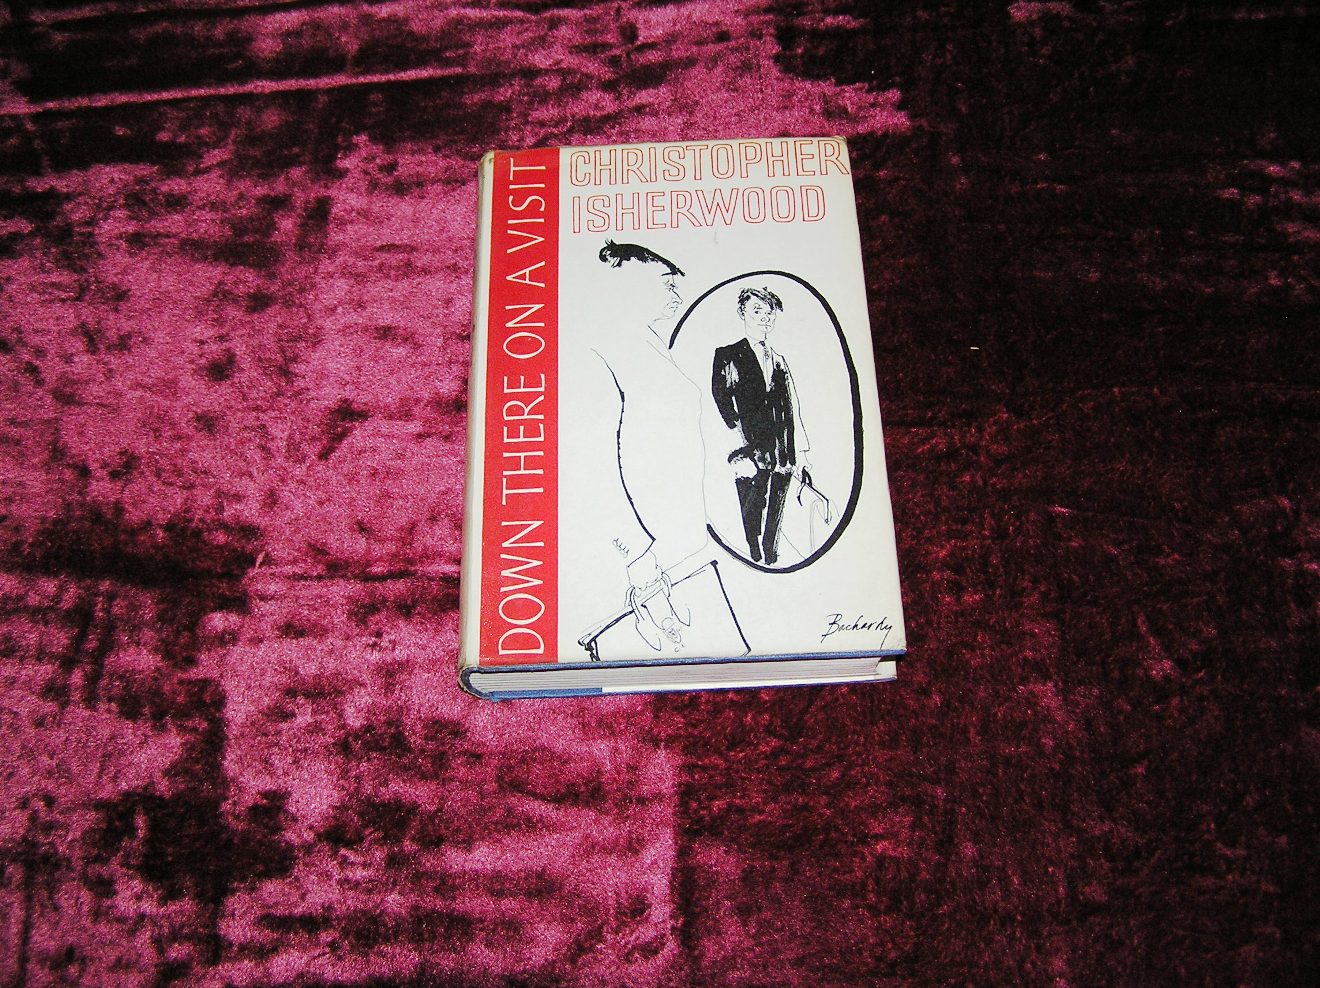 CHRISTOPHER
ISHERWOOD
DOWN THERE ON A VISIT
Bachardy